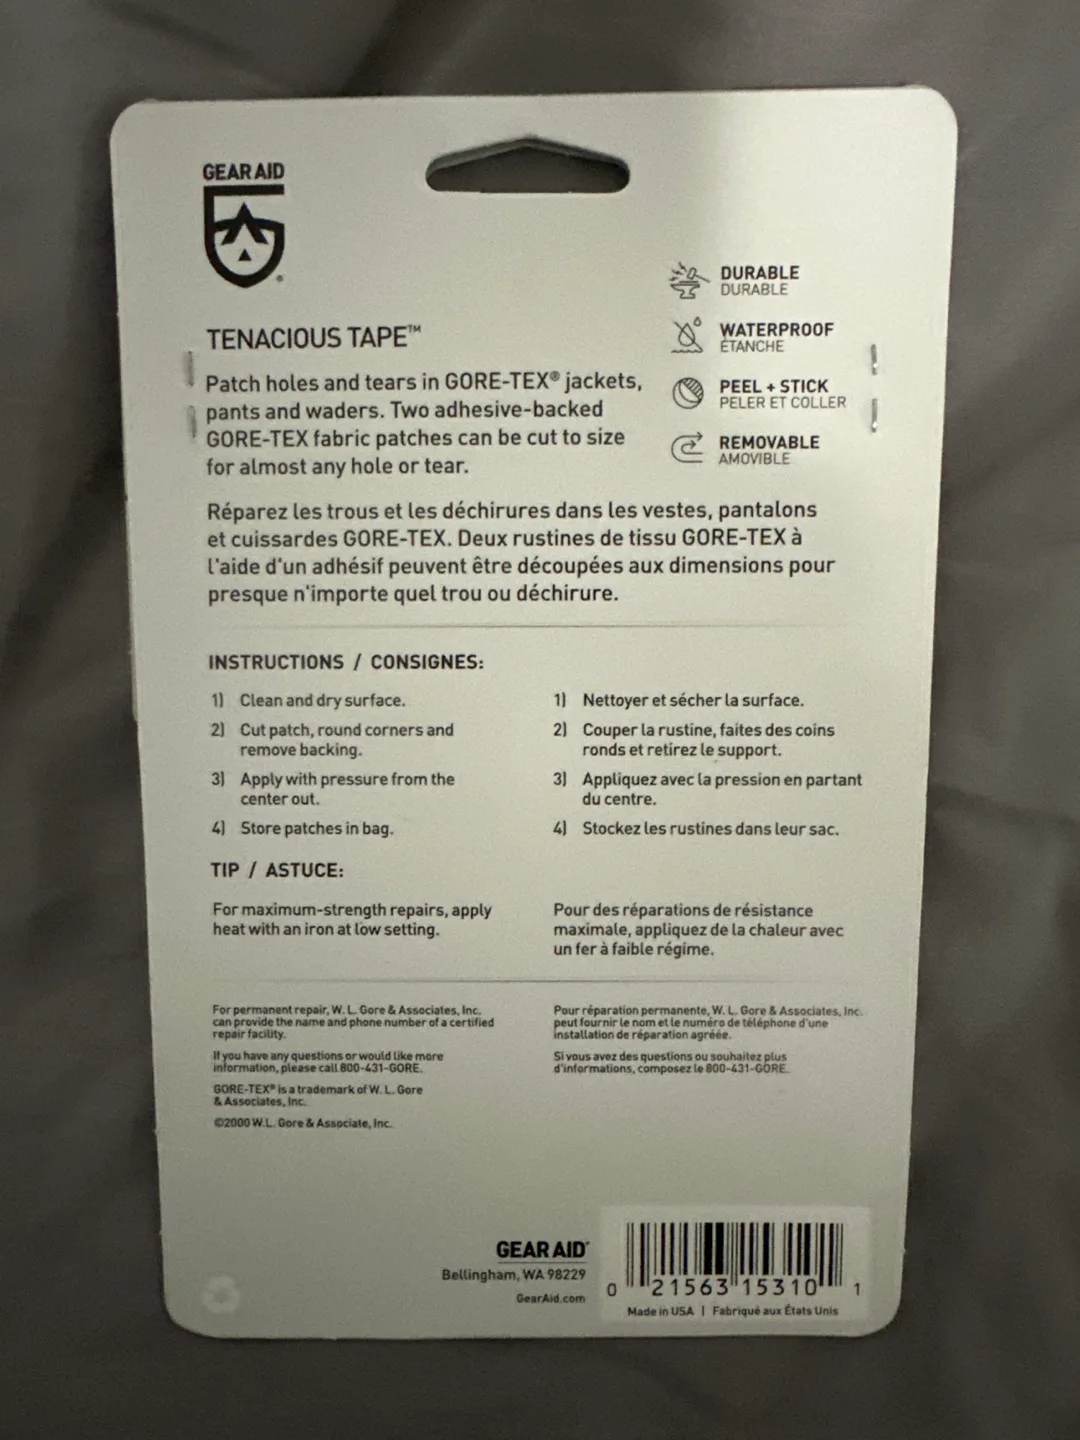 GEAR AID
DURABLE
DURABLE
WATERPROOF
ÉTANCHE
PEEL + STICK
PELER ET COLLER
REMOVABLE
AMOVIBLE
TENACIOUS TAPE™
Patch holes and tears in GORE-TEX® jackets,
pants and waders. Two adhesive-backed
GORE-TEX fabric patches can be cut to size
for almost any hole or tear.
Réparez les trous et les déchirures dans les vestes, pantalons
et cuissardes GORE-TEX. Deux rustines de tissu GORE-TEX à
l'aide d'un adhésif peuvent être découpées aux dimensions pour
presque n'importe quel trou ou déchirure.
INSTRUCTIONS / CONSIGNES:
1) Clean and dry surface.
2) Cut patch, round corners and
remove backing.
3) Apply with pressure from the
center out.
4) Store patches in bag.
1) Nettoyer et sécher la surface.
2) Couper la rustine, faites des coins
ronds et retirez le support.
3) Appliquez avec la pression en partant
du centre.
4) Stockez les rustines dans leur sac.
TIP / ASTUCE:
For maximum-strength repairs, apply
heat with an iron at low setting.
Pour des réparations de résistance
maximale, appliquez de la chaleur avec
un fer à faible régime.
For permanent repair, W. L. Gore & Associates, Inc.
can provide the name and phone number of a certified
repair facility.
If you have any questions or would like more
information, please call 800-431-GORE.
GORE-TEX® is a trademark of W. L. Gore
& Associates, Inc.
©2000 W.L. Gore & Associate, Inc.
Pour réparation permanente, W. L. Gore & Associates, Inc.
peut fournir le nom et le numéro de téléphone d'une
installation de réparation agréée.
Si vous avez des questions ou souhaitez plus
d'informations, composez le 800-431-GORE.
GEAR AID®
Bellingham, WA 98229
GearAid.com
0 21563 15310 1
Made in USA | Fabriqué aux États Unis